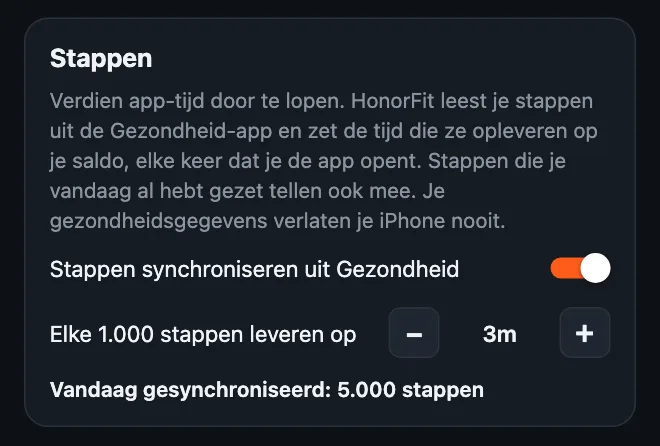 Stappen
Verdien app-tijd door te lopen. HonorFit leest je stappen
uit de Gezondheid-app en zet de tijd die ze opleveren op
je saldo, elke keer dat je de app opent. Stappen die je
vandaag al hebt gezet tellen ook mee. Je
gezondheidsgegevens verlaten je iPhone nooit.
Stappen synchroniseren uit Gezondheid
Elke 1.000 stappen leveren op − 3m +
Vandaag gesynchroniseerd: 5.000 stappen